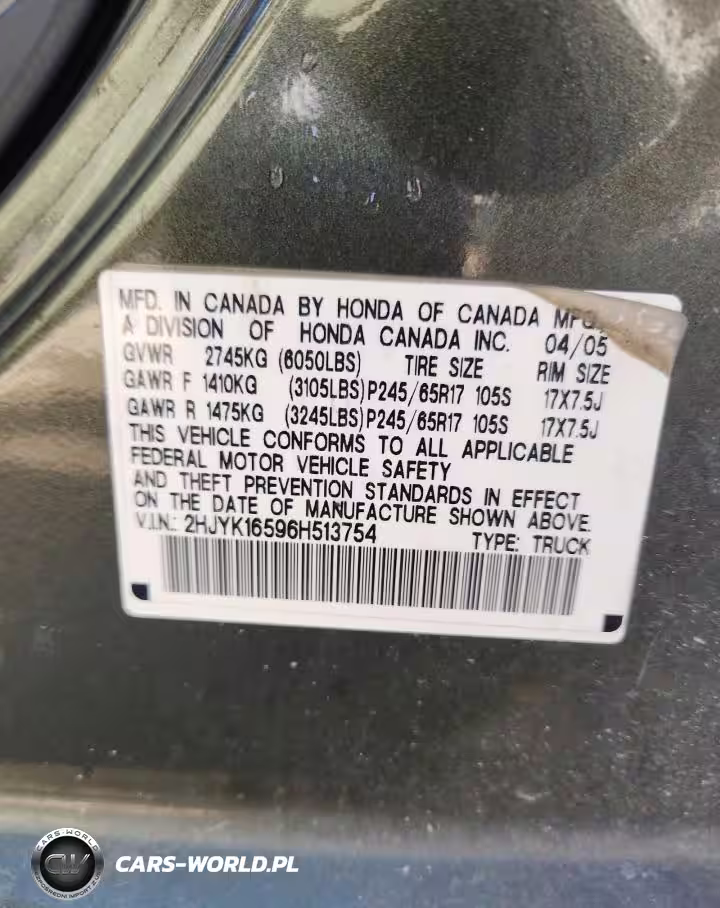 MFD. IN CANADA BY HONDA OF CANADA MFG.,
A DIVISION OF HONDA CANADA INC. 04/05
GVWR 2745KG (6050LBS) TIRE SIZE RIM SIZE
GAWR F 1410KG (3105LBS) P245/65R17 105S 17X7.5J
GAWR R 1475KG (3245LBS) P245/65R17 105S 17X7.5J
THIS VEHICLE CONFORMS TO ALL APPLICABLE
FEDERAL MOTOR VEHICLE SAFETY
AND THEFT PREVENTION STANDARDS IN EFFECT
ON THE DATE OF MANUFACTURE SHOWN ABOVE.
V.I.N.: 2HJYK16596H513754 TYPE: TRUCK
CARS-WORLD
CW
CARS-WORLD.PL